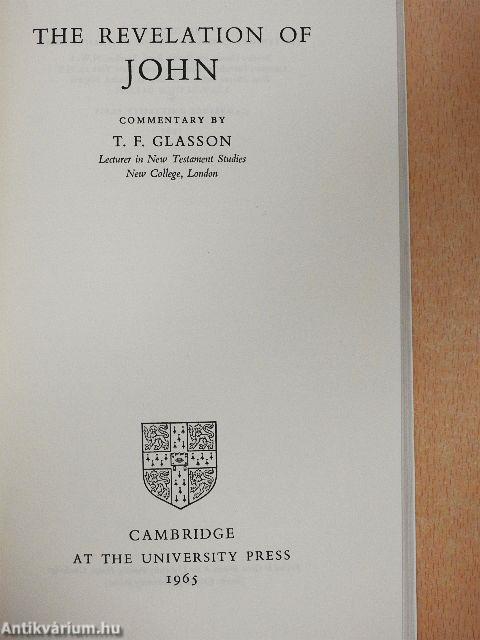 THE REVELATION OF
JOHN
COMMENTARY BY
T. F. GLASSON
Lecturer in New Testament Studies
New College, London
CAMBRIDGE
AT THE UNIVERSITY PRESS
1965
Antikvárium.hu